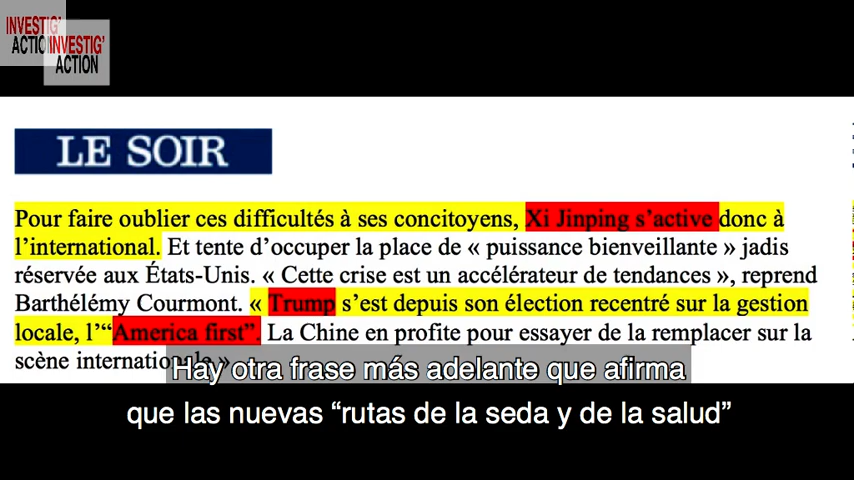 INVESTIG'
ACTION
INVESTIG'
ACTION
LE SOIR
Pour faire oublier ces difficultés à ses concitoyens, Xi Jinping s’active donc à
l’international. Et tente d’occuper la place de « puissance bienveillante » jadis
réservée aux États-Unis. « Cette crise est un accélérateur de tendances », reprend
Barthélémy Courmont. « Trump s’est depuis son élection recentré sur la gestion
locale, l’“America first”. La Chine en profite pour essayer de la remplacer sur la
scène internationale »
Hay otra frase más adelante que afirma
que las nuevas “rutas de la seda y de la salud”